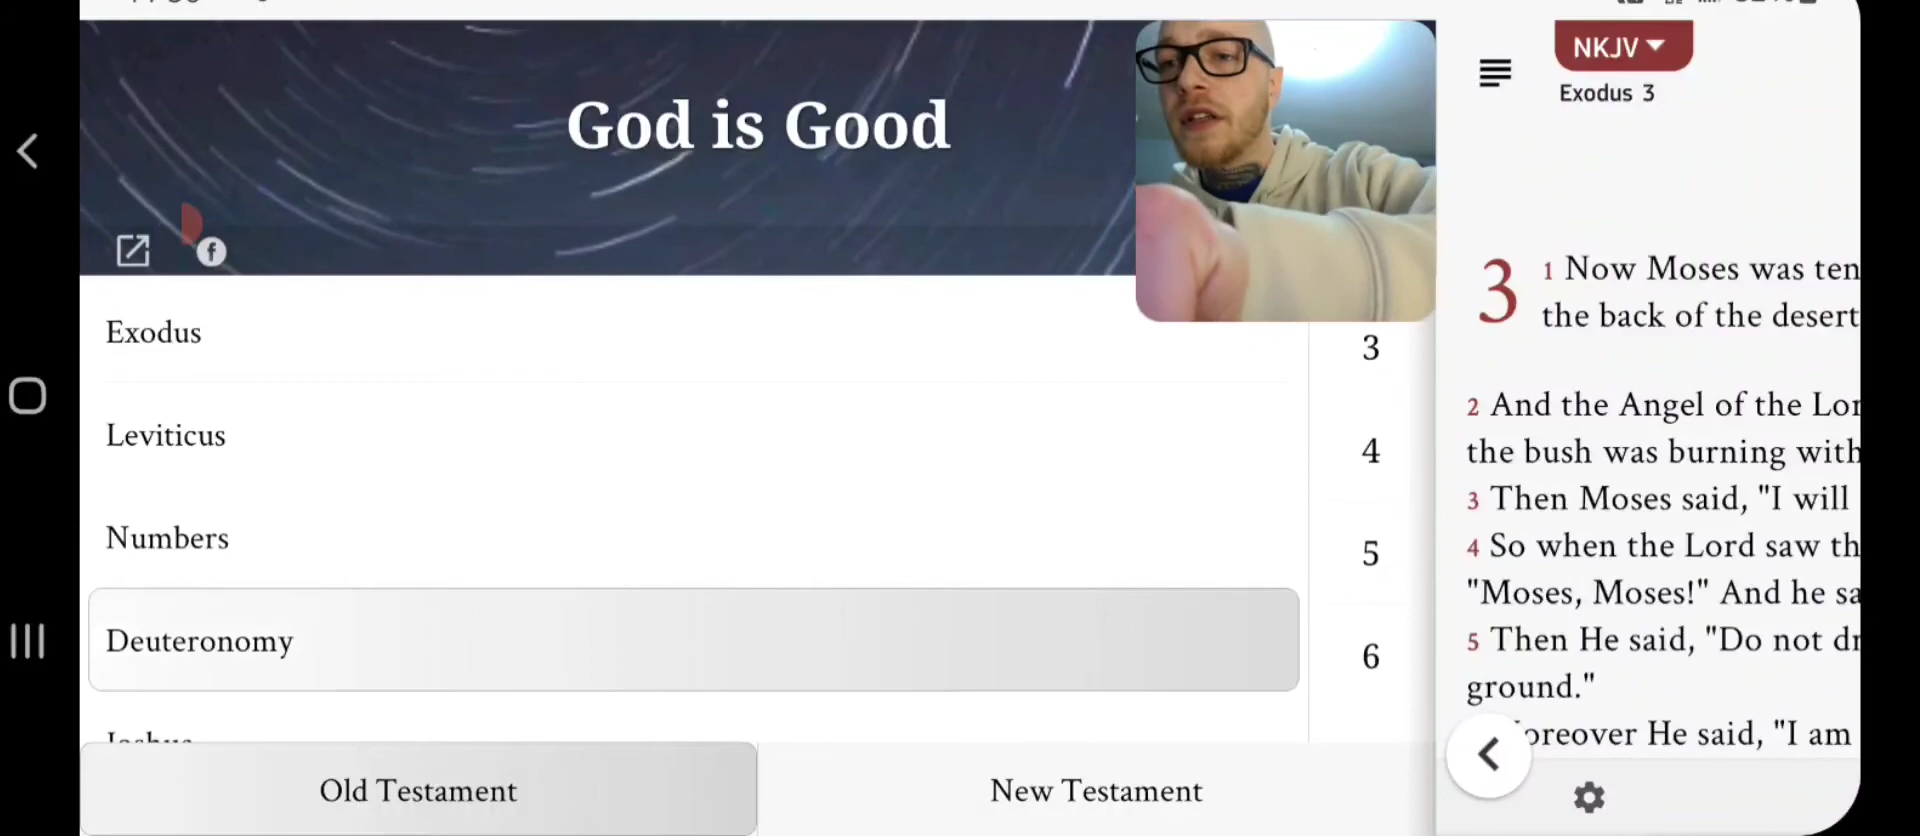 God is Good
Exodus
Leviticus
Numbers
Deuteronomy
Joshua
Old Testament
New Testament
3
4
5
6
NKJV
Exodus 3
3
1 Now Moses was ten
the back of the desert
2 And the Angel of the Lor
the bush was burning with
3 Then Moses said, "I will
4 So when the Lord saw th
"Moses, Moses!" And he sa
5 Then He said, "Do not dr
ground."
oreover He said, "I am